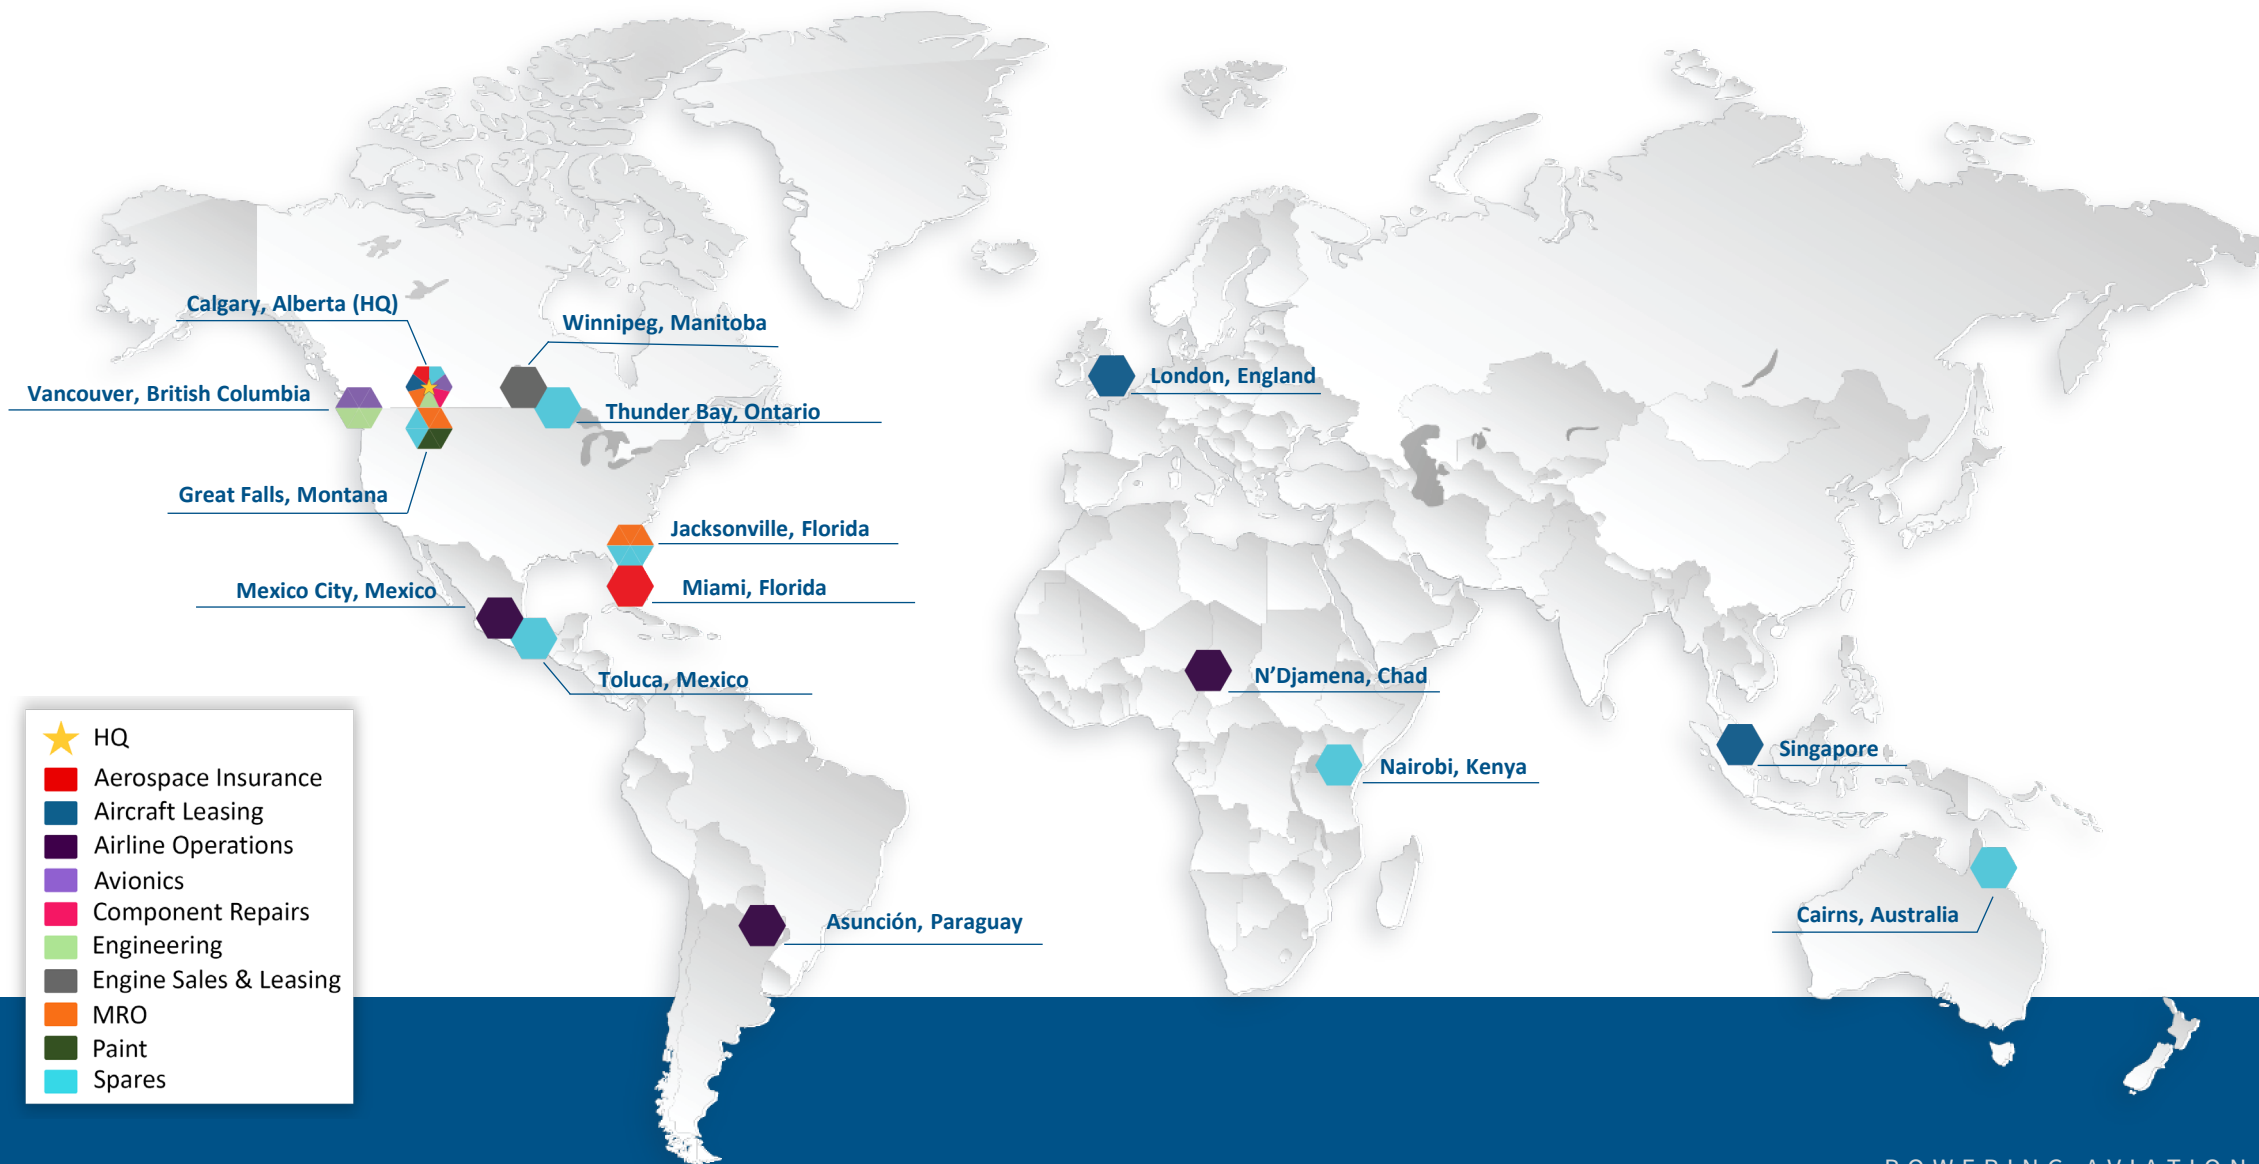 Calgary, Alberta (HQ)
Winnipeg, Manitoba
Vancouver, British Columbia
Thunder Bay, Ontario
London, England
Great Falls, Montana
Jacksonville, Florida
Mexico City, Mexico
Miami, Florida
Toluca, Mexico
N’Djamena, Chad
Nairobi, Kenya
Singapore
Asunción, Paraguay
Cairns, Australia
HQ
Aerospace Insurance
Aircraft Leasing
Airline Operations
Avionics
Component Repairs
Engineering
Engine Sales & Leasing
MRO
Paint
Spares
POWERING AVIATION